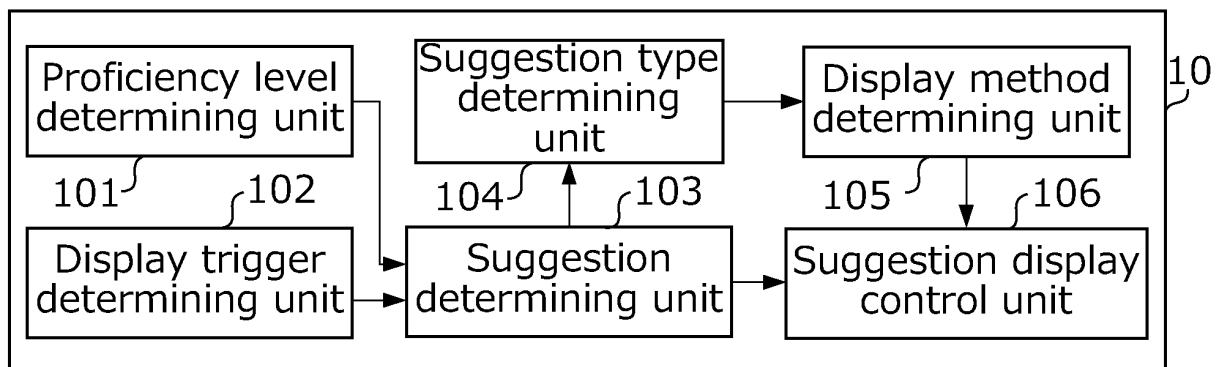 Proficiency level
determining unit
101
Suggestion type
determining
unit
104
Display method
determining unit
105
10
Display trigger
determining unit
102
Suggestion
determining unit
103
Suggestion display
control unit
106